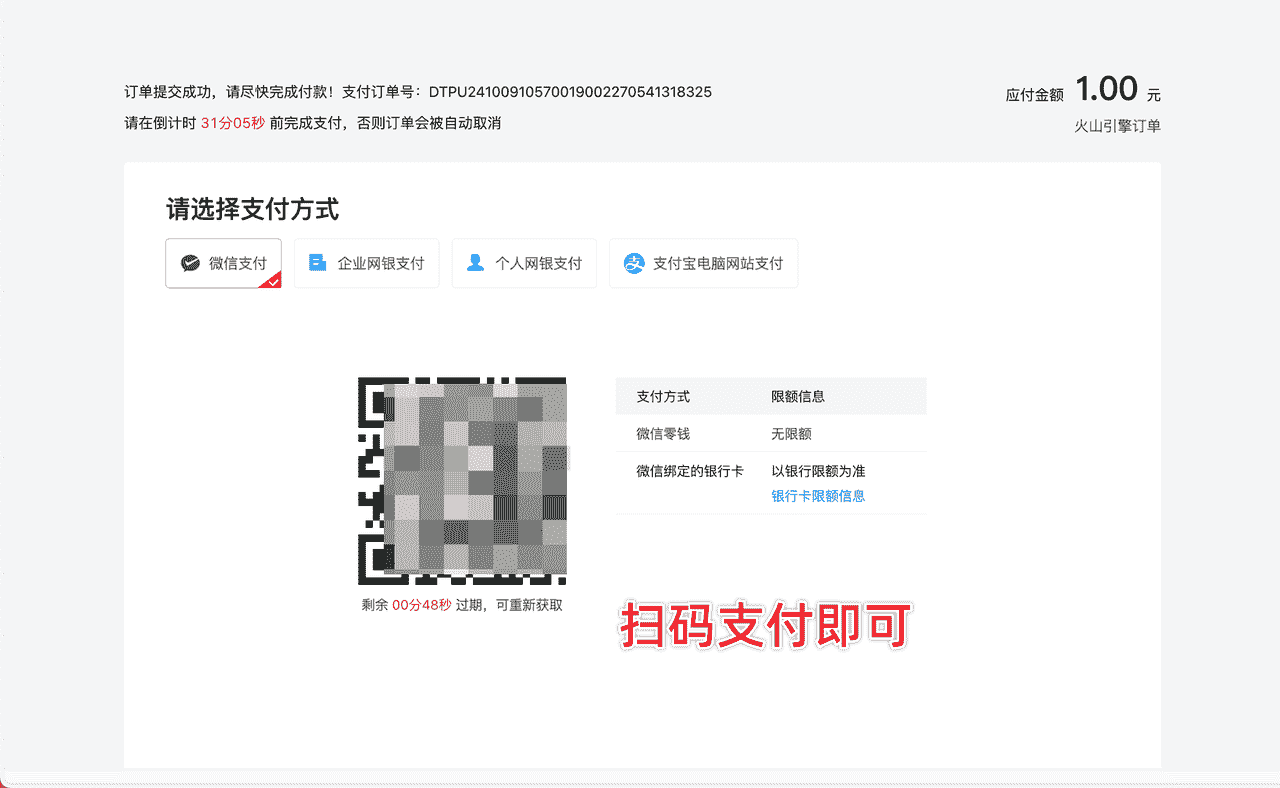 订单提交成功，请尽快完成付款！支付订单号：DTPU2410091057001900227054131​8325
请在倒计时 31分05秒 前完成支付，否则订单会被自动取消
应付金额 1.00 元
火山引擎订单
请选择支付方式
微信支付
企业网银支付
个人网银支付
支付宝电脑网站支付
支付方式 限额信息
微信零钱 无限额
微信绑定的银行卡 以银行限额为准
银行卡限额信息
剩余 00分48秒 过期，可重新获取
扫码支付即可